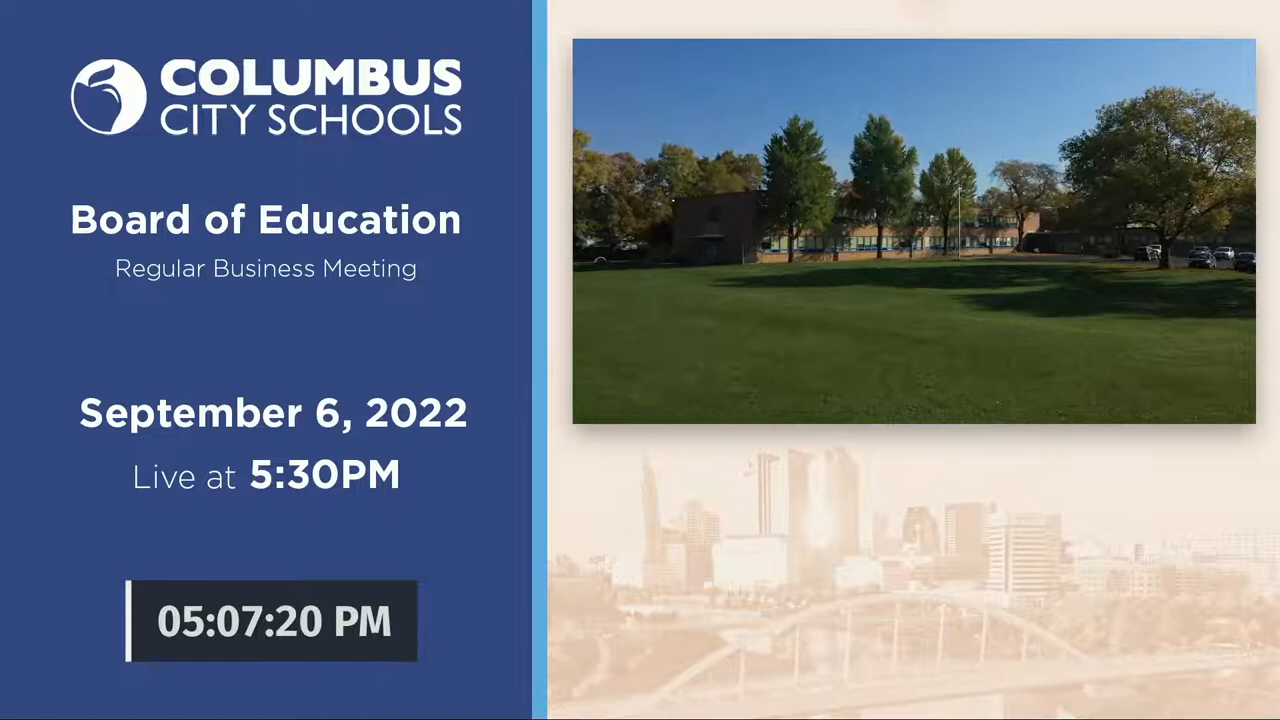 COLUMBUS
CITY SCHOOLS
Board of Education
Regular Business Meeting
September 6, 2022
Live at 5:30PM
05:07:20 PM